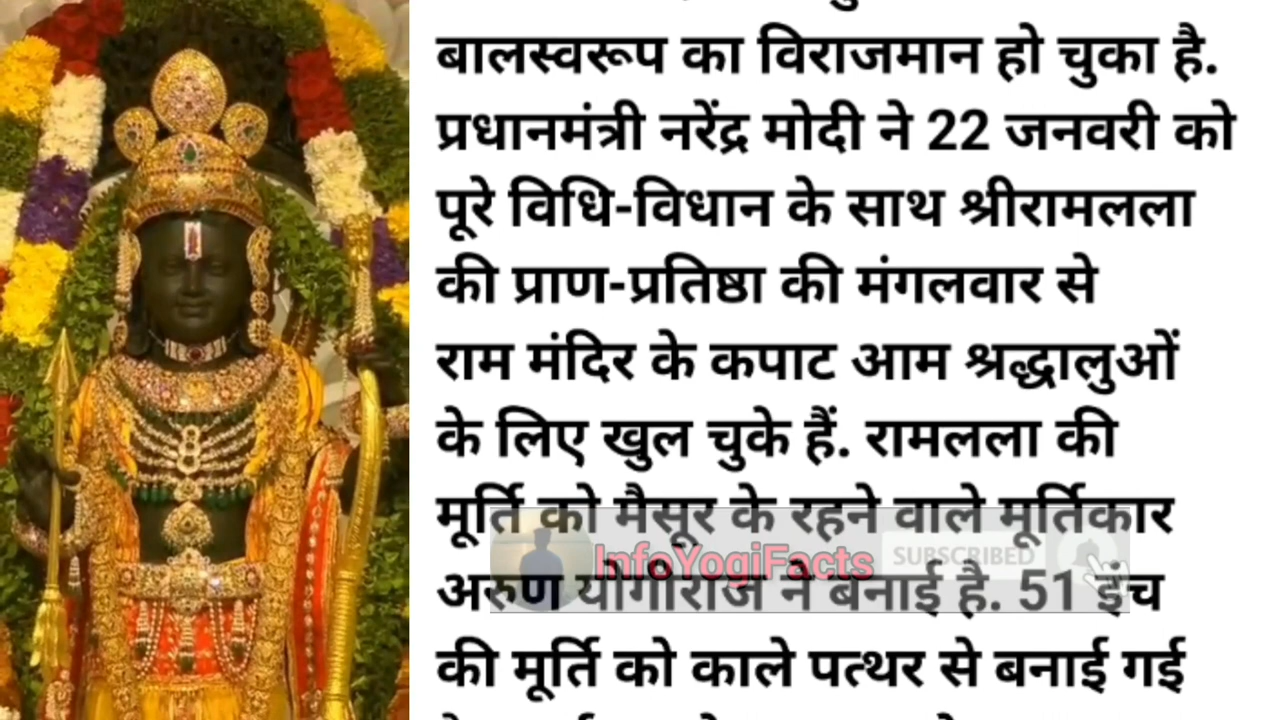 बालस्वरूप का विराजमान हो चुका है.
प्रधानमंत्री नरेंद्र मोदी ने 22 जनवरी को
पूरे विधि-विधान के साथ श्रीरामलला
की प्राण-प्रतिष्ठा की मंगलवार से
राम मंदिर के कपाट आम श्रद्धालुओं
के लिए खुल चुके हैं. रामलला की
मूर्ति को मैसूर के रहने वाले मूर्तिकार
InfoYogiFacts SUBSCRIBED
अरुण योगीराज ने बनाई है. 51 इंच
की मूर्ति को काले पत्थर से बनाई गई